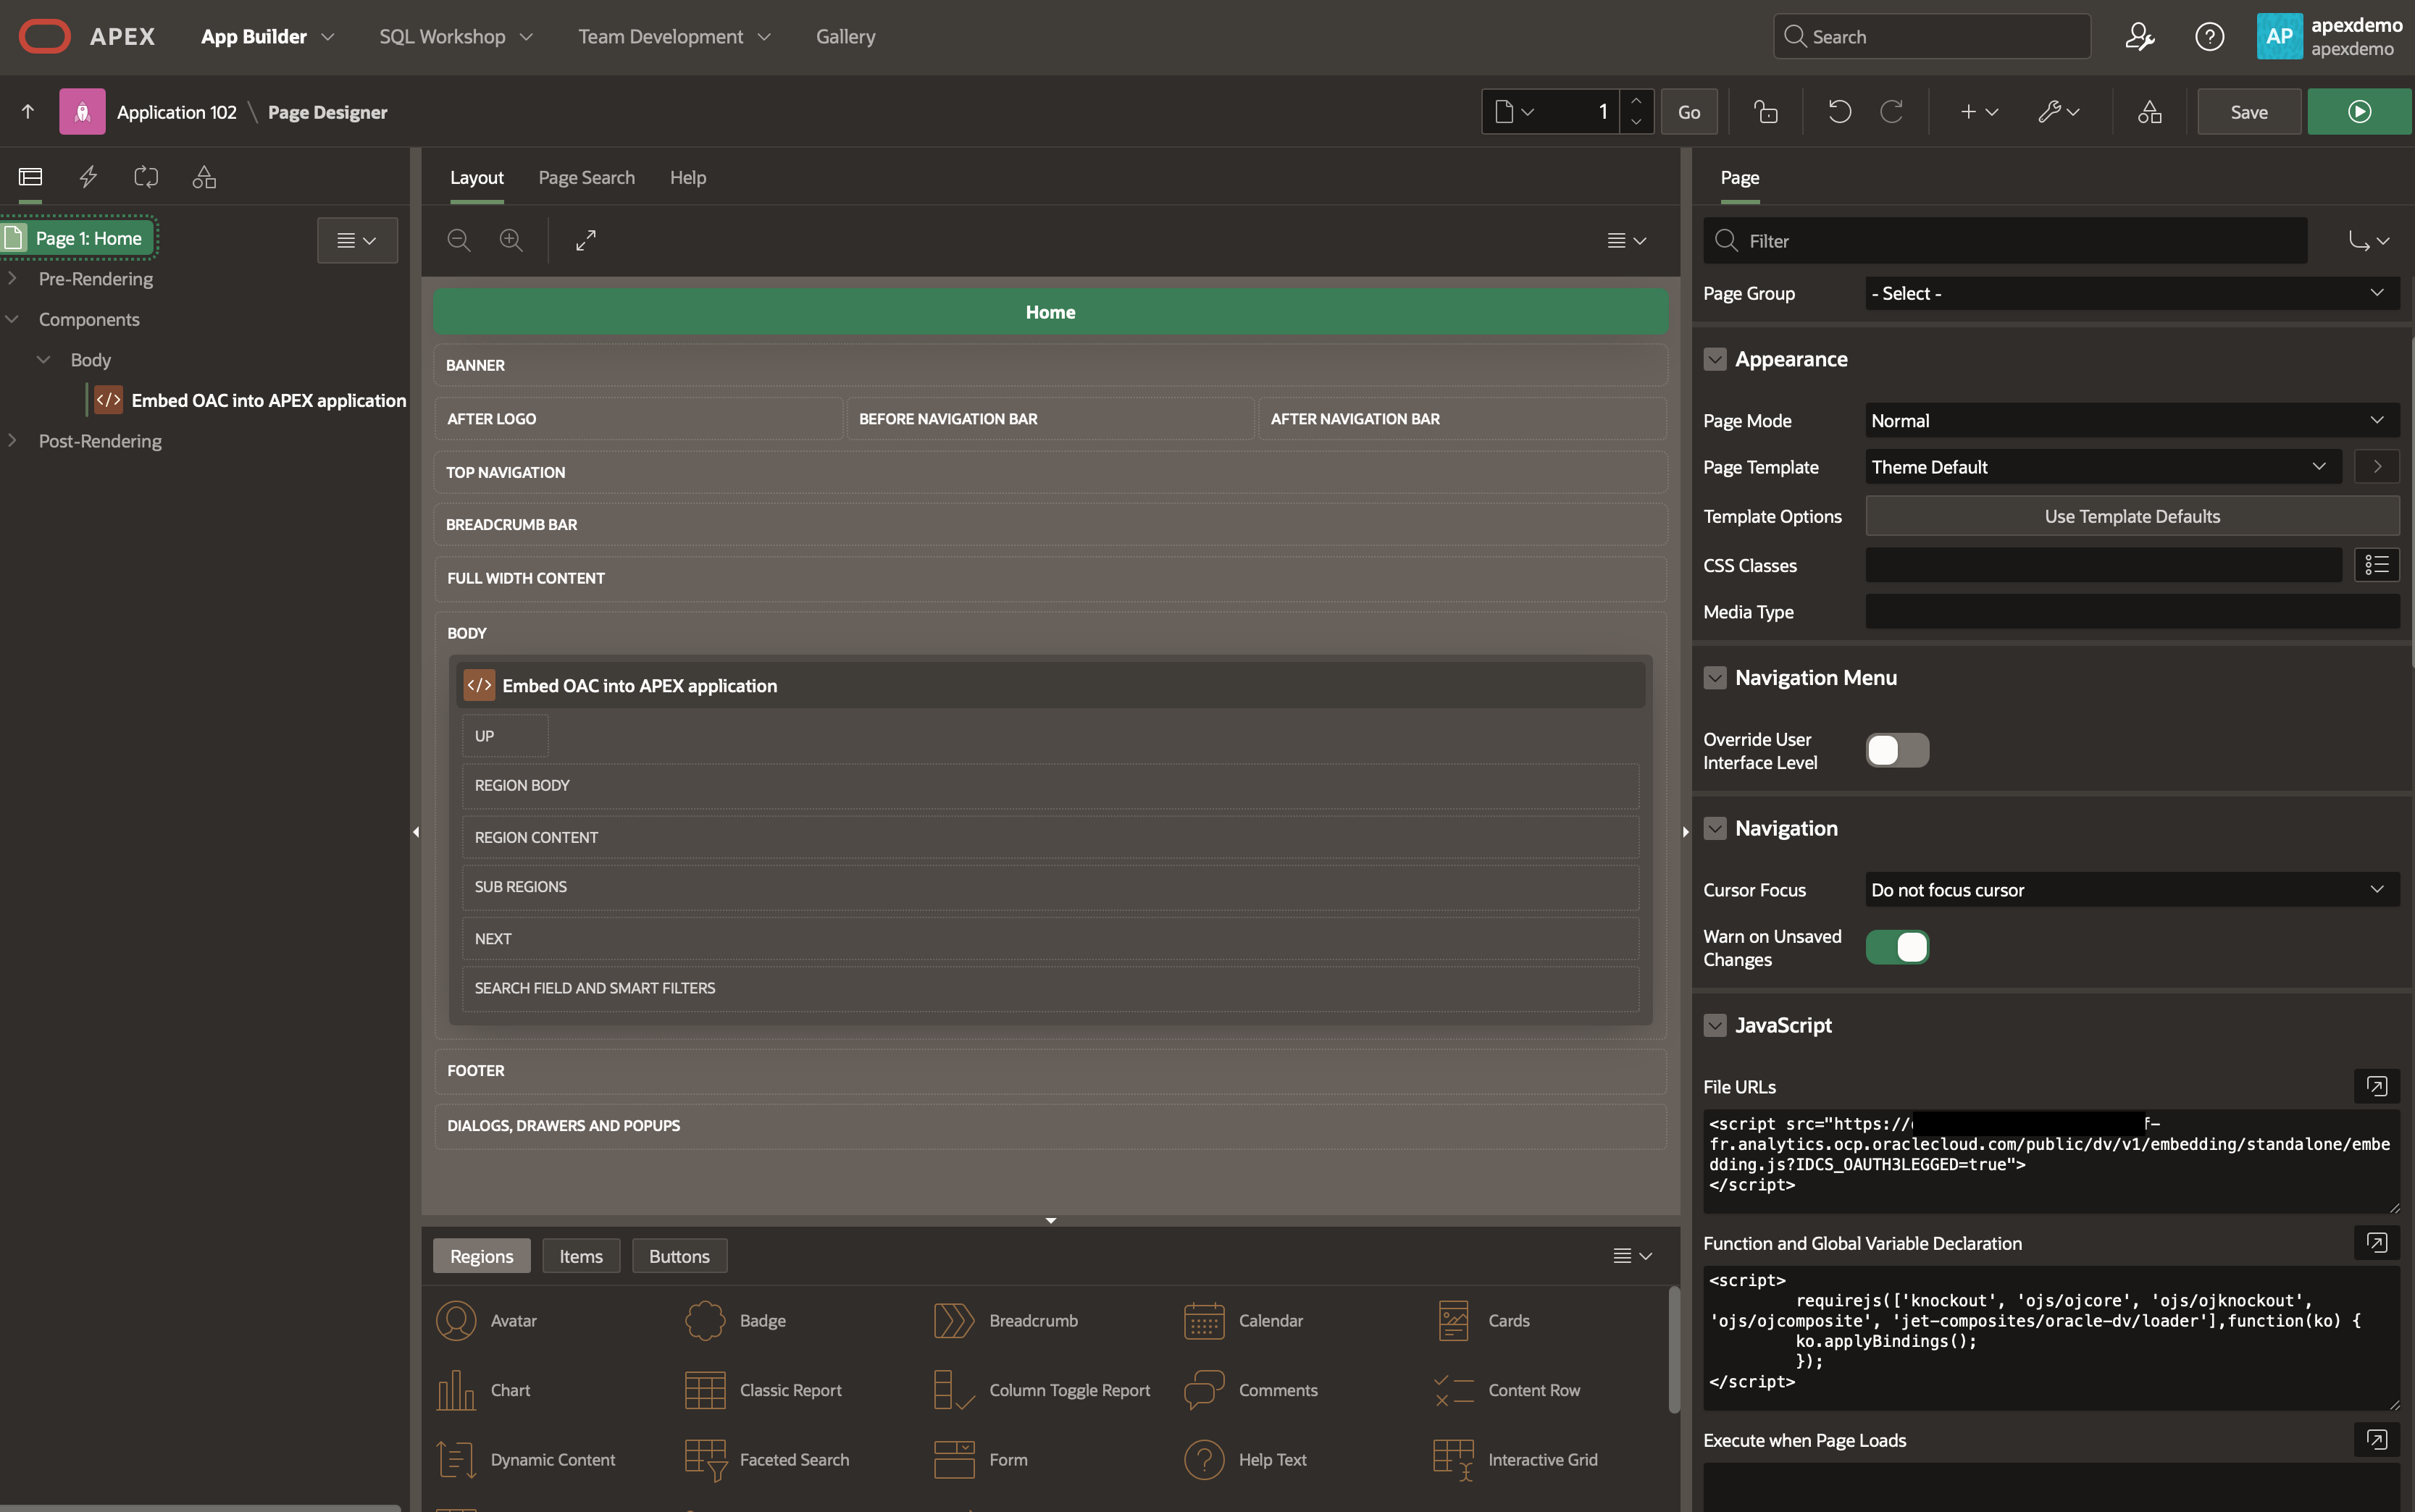 APEX
App Builder
SQL Workshop
Team Development
Gallery
Search
AP
apexdemo
apexdemo
Application 102 \ Page Designer
1
Go
Save
Page 1: Home
Pre-Rendering
Components
Body
</> Embed OAC into APEX application
Post-Rendering
Layout
Page Search
Help
Home
BANNER
AFTER LOGO
BEFORE NAVIGATION BAR
AFTER NAVIGATION BAR
TOP NAVIGATION
BREADCRUMB BAR
FULL WIDTH CONTENT
BODY
</> Embed OAC into APEX application
UP
REGION BODY
REGION CONTENT
SUB REGIONS
NEXT
SEARCH FIELD AND SMART FILTERS
FOOTER
DIALOGS, DRAWERS AND POPUPS
Regions
Items
Buttons
Avatar
Badge
Breadcrumb
Calendar
Cards
Chart
Classic Report
Column Toggle Report
Comments
Content Row
Dynamic Content
Faceted Search
Form
Help Text
Interactive Grid
Page
Filter
Page Group
- Select -
Appearance
Page Mode
Normal
Page Template
Theme Default
Template Options
Use Template Defaults
CSS Classes
Media Type
Navigation Menu
Override User
Interface Level
Navigation
Cursor Focus
Do not focus cursor
Warn on Unsaved
Changes
JavaScript
File URLs
<script src="https://
fr.analytics.ocp.oraclecloud.com/public/dv/v1/embedding/standalone/embe
dding.js?IDCS_OAUTH3LEGGED=true">
</script>
Function and Global Variable Declaration
<script>
requirejs(['knockout', 'ojs/ojcore', 'ojs/ojknockout',
'ojs/ojcomposite', 'jet-composites/oracle-dv/loader'],function(ko) {
ko.applyBindings();
});
</script>
Execute when Page Loads